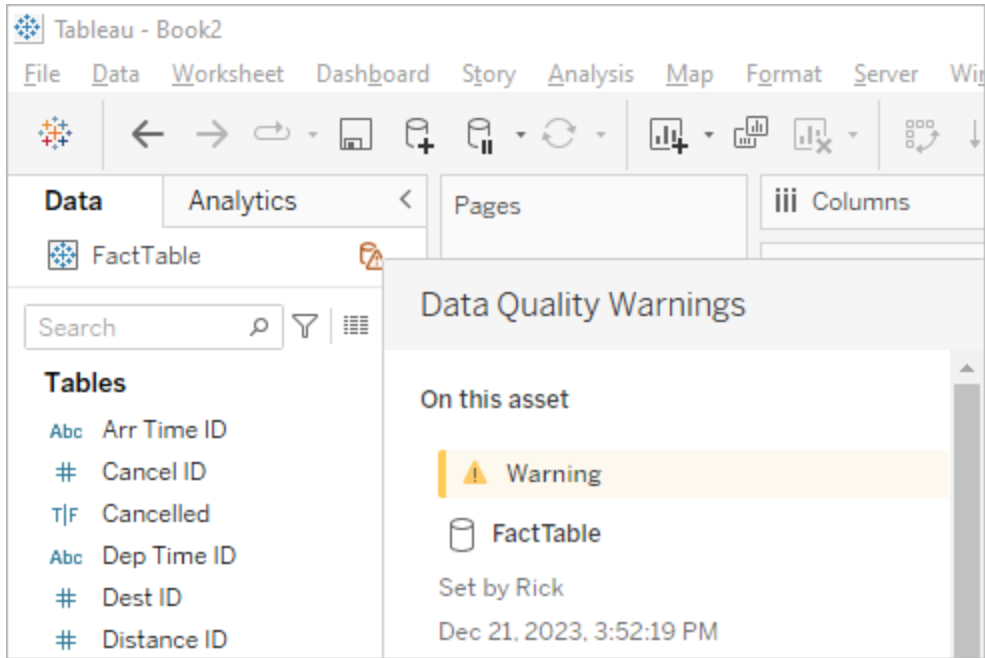 Tableau - Book2
File Data Worksheet Dashboard Story Analysis Map Format Server
Data Analytics
Pages
Columns
FactTable
Data Quality Warnings
Search
On this asset
Tables
Abc Arr Time ID
# Cancel ID
Warning
T|F Cancelled
FactTable
Abc Dep Time ID
Set by Rick
# Dest ID
Dec 21, 2023, 3:52:19 PM
# Distance ID